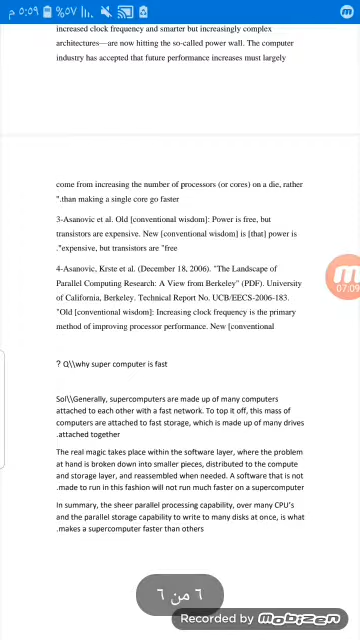 ٥:٥٩ م
%٥٧
increased clock frequency and smarter but increasingly complex
architectures—are now hitting the so-called power wall. The computer
industry has accepted that future performance increases must largely
come from increasing the number of processors (or cores) on a die, rather
".than making a single core go faster
3-Asanovic et al. Old [conventional wisdom]: Power is free, but
transistors are expensive. New [conventional wisdom] is [that] power is
".expensive, but transistors are "free
4-Asanovic, Krste et al. (December 18, 2006). "The Landscape of
Parallel Computing Research: A View from Berkeley" (PDF). University
of California, Berkeley. Technical Report No. UCB/EECS-2006-183.
"Old [conventional wisdom]: Increasing clock frequency is the primary
method of improving processor performance. New [conventional
07:09
? Q\\why super computer is fast
Sol\\Generally, supercomputers are made up of many computers
attached to each other with a fast network. To top it off, this mass of
computers are attached to fast storage, which is made up of many drives
.attached together
The real magic takes place within the software layer, where the problem
at hand is broken down into smaller pieces, distributed to the compute
and storage layer, and reassembled when needed. A software that is not
.made to run in this fashion will not run much faster on a supercomputer
In summary, the sheer parallel processing capability, over many CPU's
and the parallel storage capability to write to many disks at once, is what
.makes a supercomputer faster than others
٦ من ٦
Recorded by mobizen